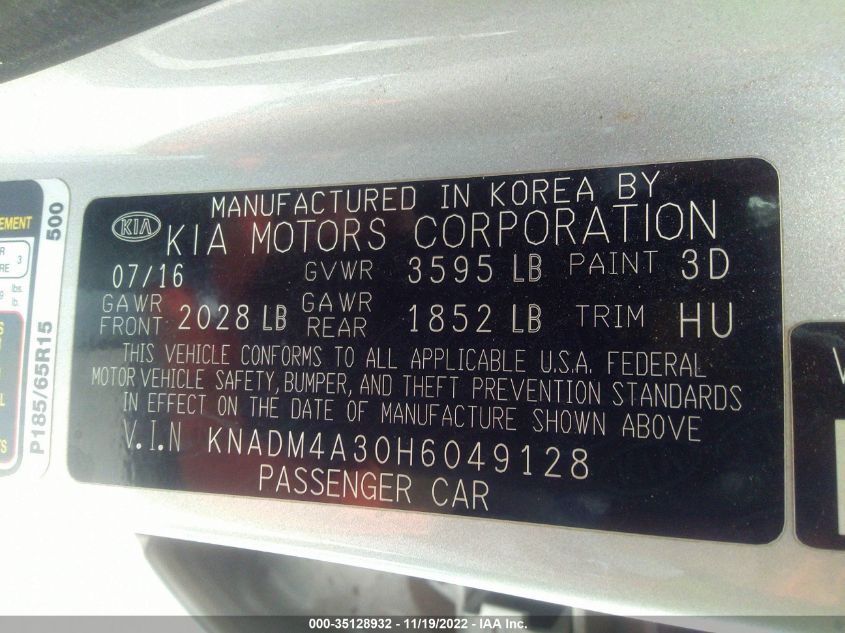 MANUFACTURED IN KOREA BY
KIA KIA MOTORS CORPORATION
07/16 GVWR 3595 LB PAINT 3D
GAWR FRONT 2028 LB GAWR REAR 1852 LB TRIM HU
THIS VEHICLE CONFORMS TO ALL APPLICABLE U.S.A. FEDERAL
MOTOR VEHICLE SAFETY, BUMPER, AND THEFT PREVENTION STANDARDS
IN EFFECT ON THE DATE OF MANUFACTURE SHOWN ABOVE
V.I.N KNADM4A30H6049128
PASSENGER CAR
P185/65R15 500
3
lbs.
lb.
000-35128932 - 11/19/2022 - IAA Inc.